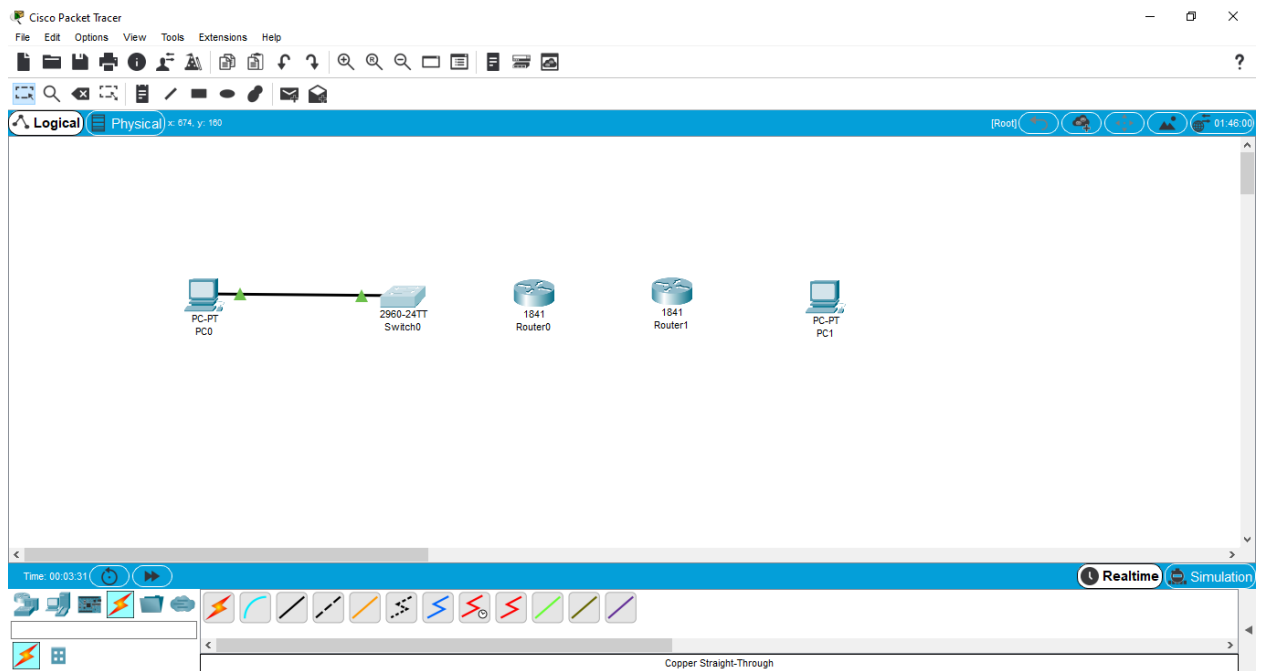 Cisco Packet Tracer
File Edit Options View Tools Extensions Help
?
Logical Physical x: 674, y: 160 [Root] 01:46:00
PC-PT
PC0
2960-24TT
Switch0
1841
Router0
1841
Router1
PC-PT
PC1
Time: 00:03:31 Realtime Simulation
Copper Straight-Through